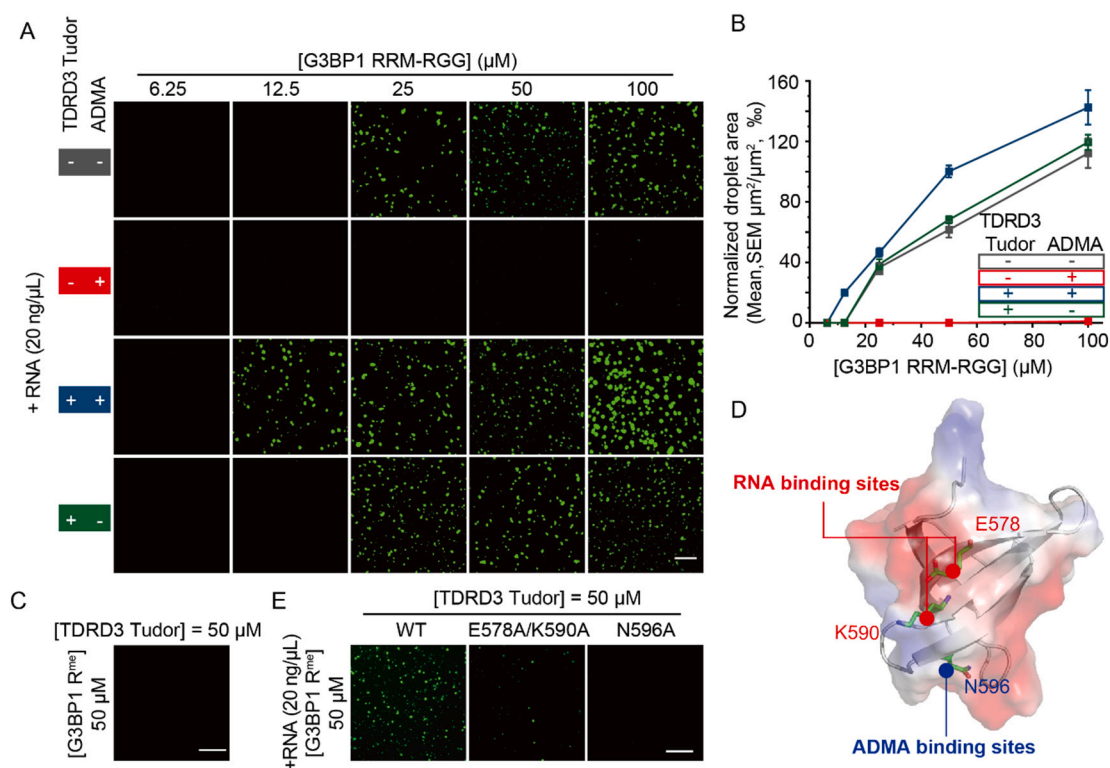 A
TDRD3 Tudor
ADMA
[G3BP1 RRM-RGG] (µM)
6.25 12.5 25 50 100
- -
- +
+ +
+ -
+ RNA (20 ng/µL)
B
Normalized droplet area
(Mean,SEM µm²/µm², ‰)
160
120
80
40
0
0 20 40 60 80 100
[G3BP1 RRM-RGG] (µM)
TDRD3
Tudor ADMA
- -
- +
+ +
+ -
C
[TDRD3 Tudor] = 50 µM
[G3BP1 Rᵐᵉ]
50 µM
E
[TDRD3 Tudor] = 50 µM
WT E578A/K590A N596A
+RNA (20 ng/µL)
[G3BP1 Rᵐᵉ]
50 µM
D
RNA binding sites
E578
K590
N596
ADMA binding sites